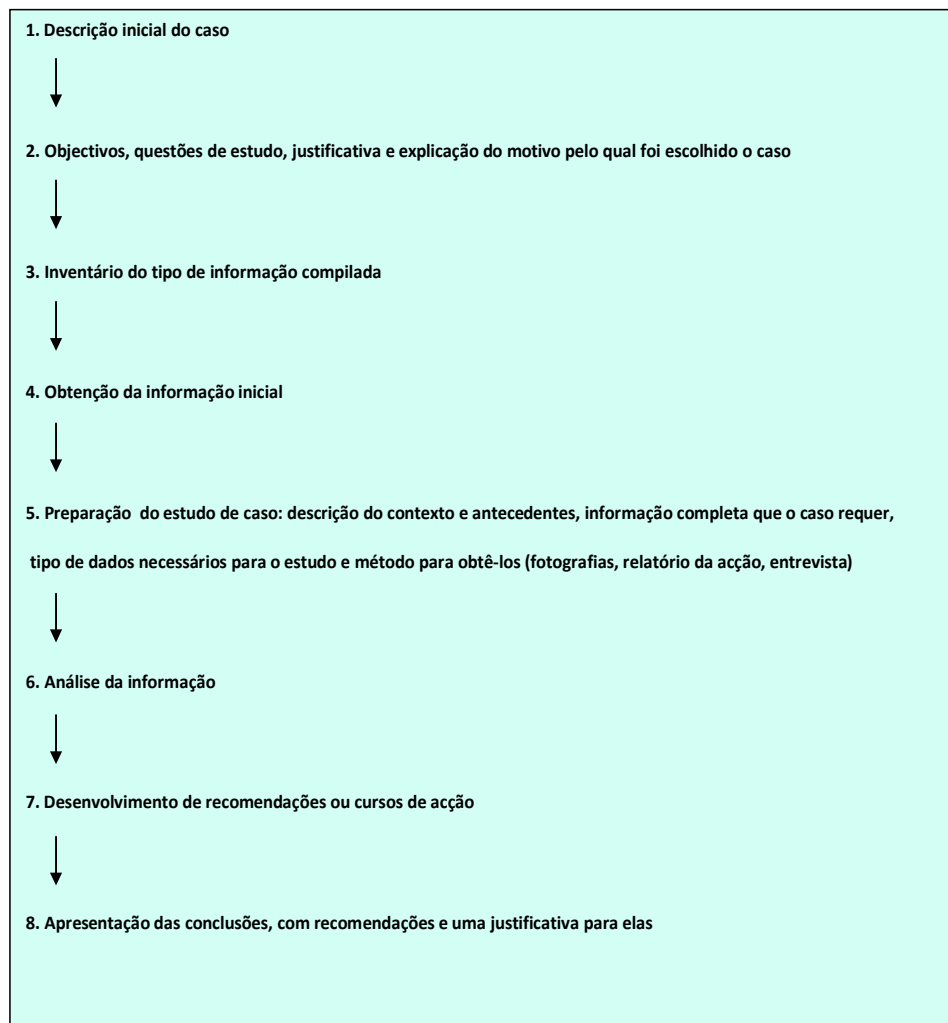 1. Descrição inicial do caso
2. Objectivos, questões de estudo, justificativa e explicação do motivo pelo qual foi escolhido o caso
3. Inventário do tipo de informação compilada
4. Obtenção da informação inicial
5. Preparação do estudo de caso: descrição do contexto e antecedentes, informação completa que o caso requer,
tipo de dados necessários para o estudo e método para obtê-los (fotografias, relatório da acção, entrevista)
6. Análise da informação
7. Desenvolvimento de recomendações ou cursos de acção
8. Apresentação das conclusões, com recomendações e uma justificativa para elas